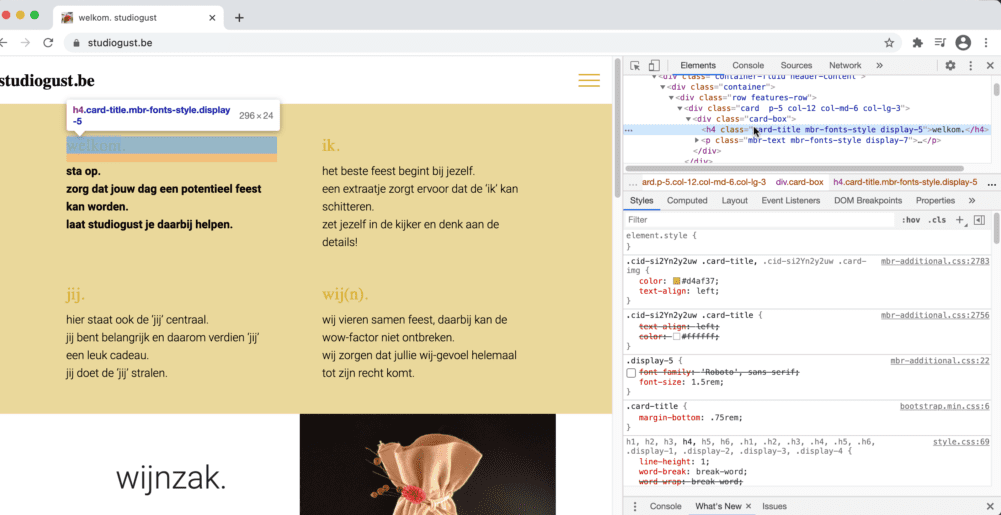 welkom. studiogust
studiogust.be
studiogust.be
h4.card-title.mbr-fonts-style.display
-5
296 × 24
welkom.
sta op.
zorg dat jouw dag een potentieel feest
kan worden.
laat studiogust je daarbij helpen.
ik.
het beste feest begint bij jezelf.
een extraatje zorgt ervoor dat de ‘ik’ kan
schitteren.
zet jezelf in de kijker en denk aan de
details!
jij.
hier staat ook de ‘jij’ centraal.
jij bent belangrijk en daarom verdien ‘jij’
een leuk cadeau.
jij doet de ‘jij’ stralen.
wij(n).
wij vieren samen feest, daarbij kan de
wow-factor niet ontbreken.
wij zorgen dat jullie wij-gevoel helemaal
tot zijn recht komt.
wijnzak.
Elements Console Sources Network »
<div class="container-fluid header-content">
<div class="container">
<div class="row features-row">
<div class="card  p-5 col-12 col-md-6 col-lg-3">
<div class="card-box">
<h4 class="card-title mbr-fonts-style display-5">welkom.</h4>
<p class="mbr-text mbr-fonts-style display-7">…</p>
</div>
</div>
… ard.p-5.col-12.col-md-6.col-lg-3 div.card-box h4.card-title.mbr-fonts-style.display-5 …
Styles Computed Layout Event Listeners DOM Breakpoints Properties »
Filter :hov .cls +
element.style {
}
.cid-si2Yn2y2uw .card-title, .cid-si2Yn2y2uw .card- mbr-additional.css:2783
img {
color: #d4af37;
text-align: left;
}
.cid-si2Yn2y2uw .card-title { mbr-additional.css:2756
text-align: left;
color: #ffffff;
}
.display-5 { mbr-additional.css:22
font-family: 'Roboto', sans-serif;
font-size: 1.5rem;
}
.card-title { bootstrap.min.css:6
margin-bottom: .75rem;
}
h1, h2, h3, h4, h5, h6, .h1, .h2, .h3, .h4, .h5, .h6, style.css:69
.display-1, .display-2, .display-3, .display-4 {
line-height: 1;
word-break: break-word;
word-wrap: break-word;
Console What's New Issues